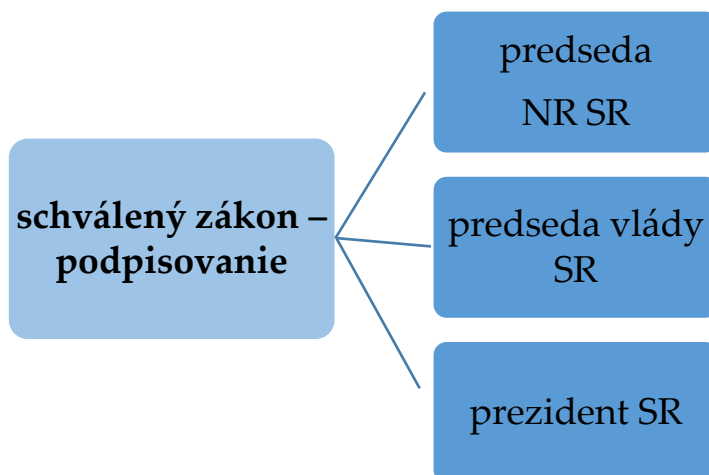 schválený zákon –
podpisovanie
predseda
NR SR
predseda vlády
SR
prezident SR